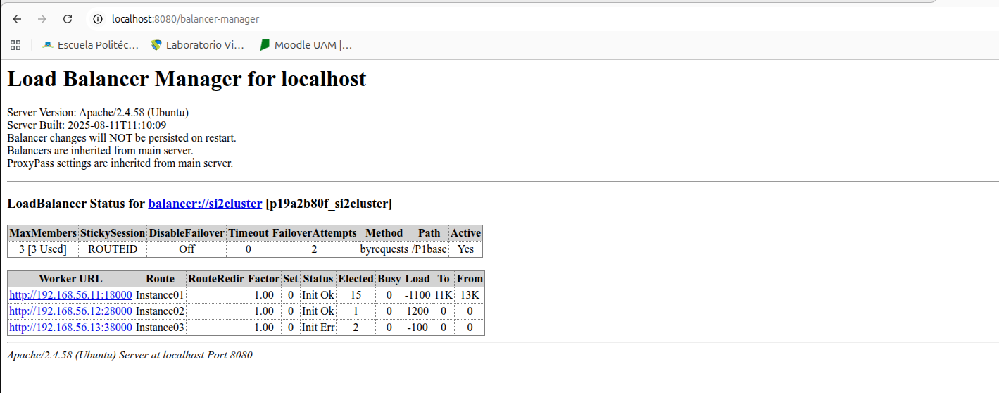 localhost:8080/balancer-manager
Escuela Politéc... Laboratorio Vi... Moodle UAM |...
Load Balancer Manager for localhost
Server Version: Apache/2.4.58 (Ubuntu)
Server Built: 2025-08-11T11:10:09
Balancer changes will NOT be persisted on restart.
Balancers are inherited from main server.
ProxyPass settings are inherited from main server.
LoadBalancer Status for balancer://si2cluster [p19a2b80f_si2cluster]
MaxMembers StickySession DisableFailover Timeout FailoverAttempts Method Path Active
3 [3 Used] ROUTEID Off 0 2 byrequests /P1base Yes
Worker URL Route RouteRedir Factor Set Status Elected Busy Load To From
http://192.168.56.11:18000 Instance01 1.00 0 Init Ok 15 0 -1100 11K 13K
http://192.168.56.12:28000 Instance02 1.00 0 Init Ok 1 0 1200 0 0
http://192.168.56.13:38000 Instance03 1.00 0 Init Err 2 0 -100 0 0
Apache/2.4.58 (Ubuntu) Server at localhost Port 8080